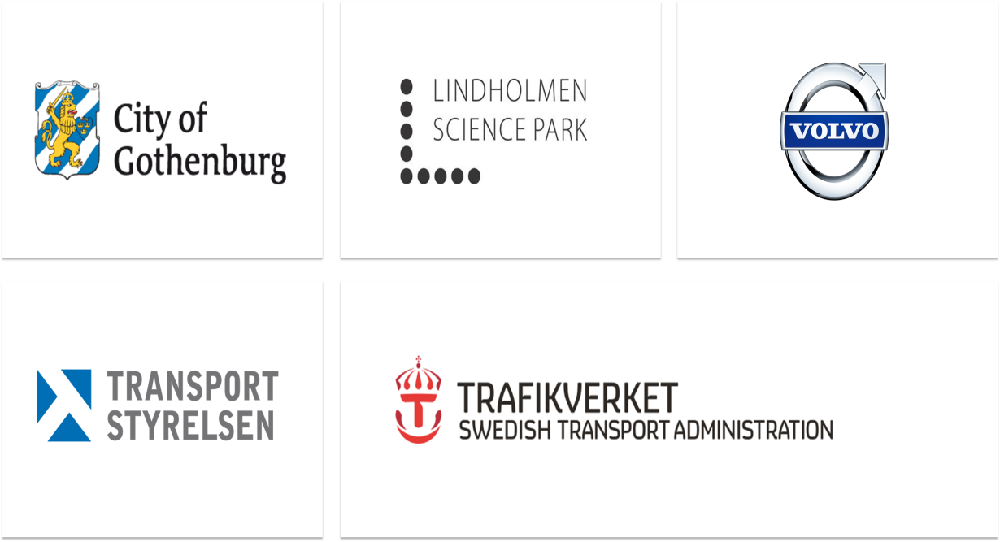 City of
Gothenburg
LINDHOLMEN
SCIENCE PARK
VOLVO
TRANSPORT
STYRELSEN
TRAFIKVERKET
SWEDISH TRANSPORT ADMINISTRATION